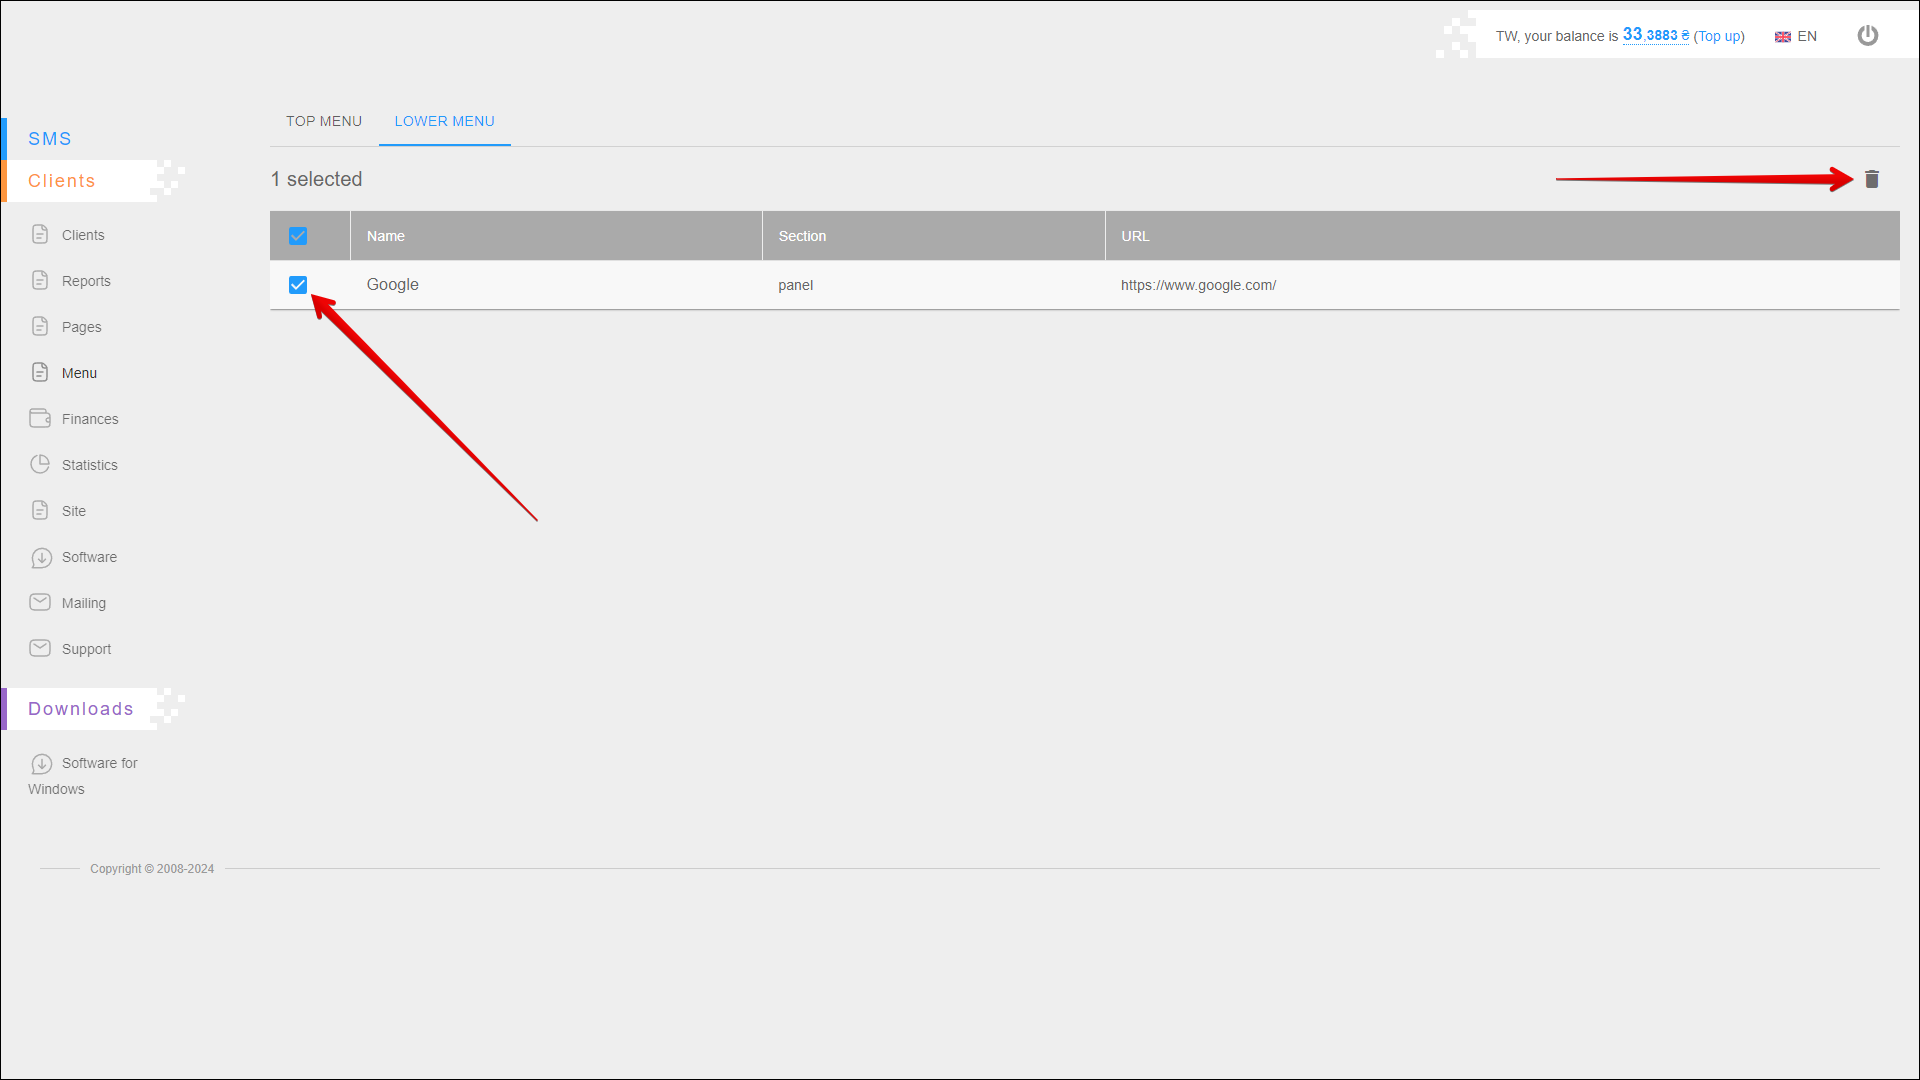 TW, your balance is 33,3883 ₴ (Top up) EN
TOP MENU LOWER MENU
SMS
Clients
1 selected
Name Section URL
Google panel https://www.google.com/
Clients
Reports
Pages
Menu
Finances
Statistics
Site
Software
Mailing
Support
Downloads
Software for
Windows
Copyright © 2008-2024